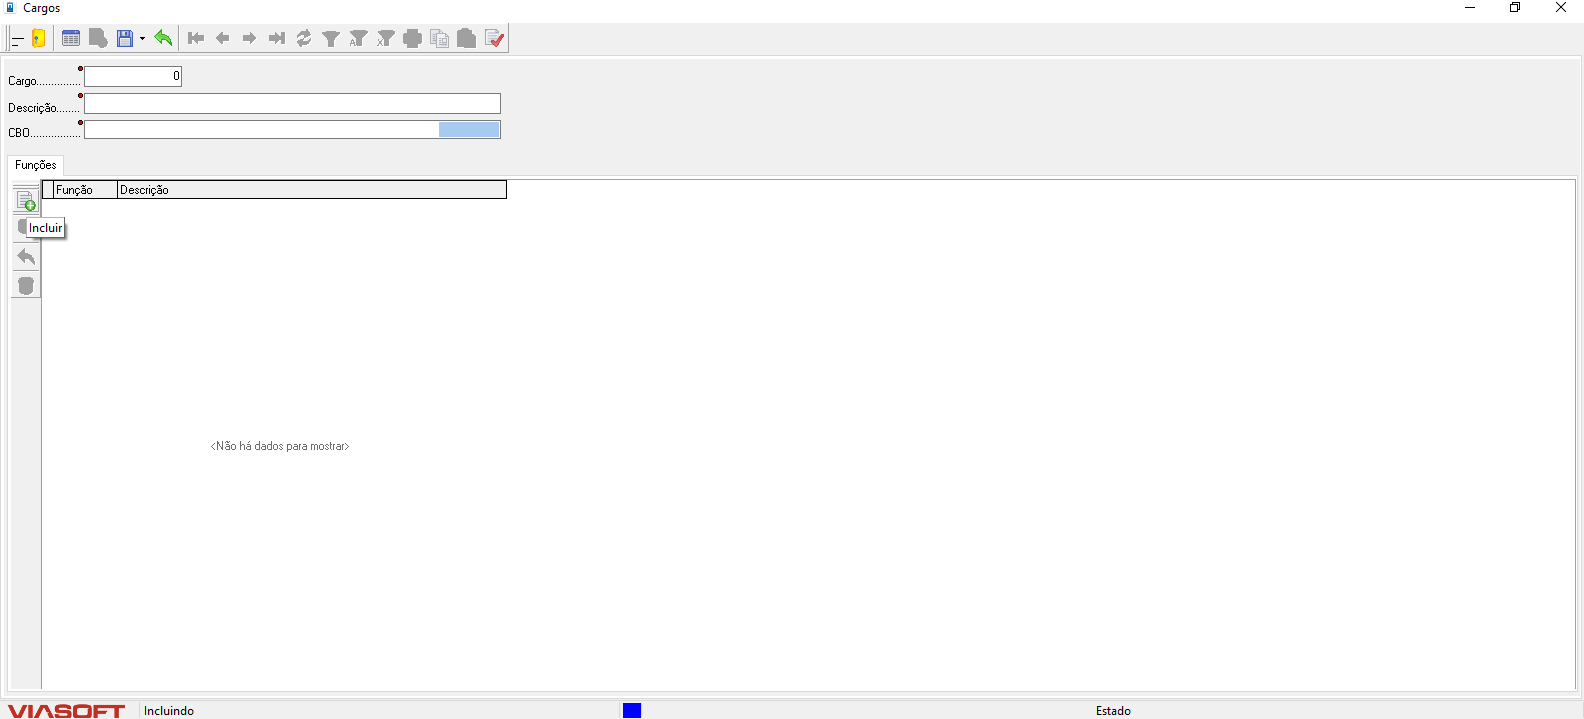 Cargos
Cargo............... 0
Descrição........
CBO.................
Funções
Função Descrição
Incluir
<Não há dados para mostrar>
VIASOFT Incluindo Estado